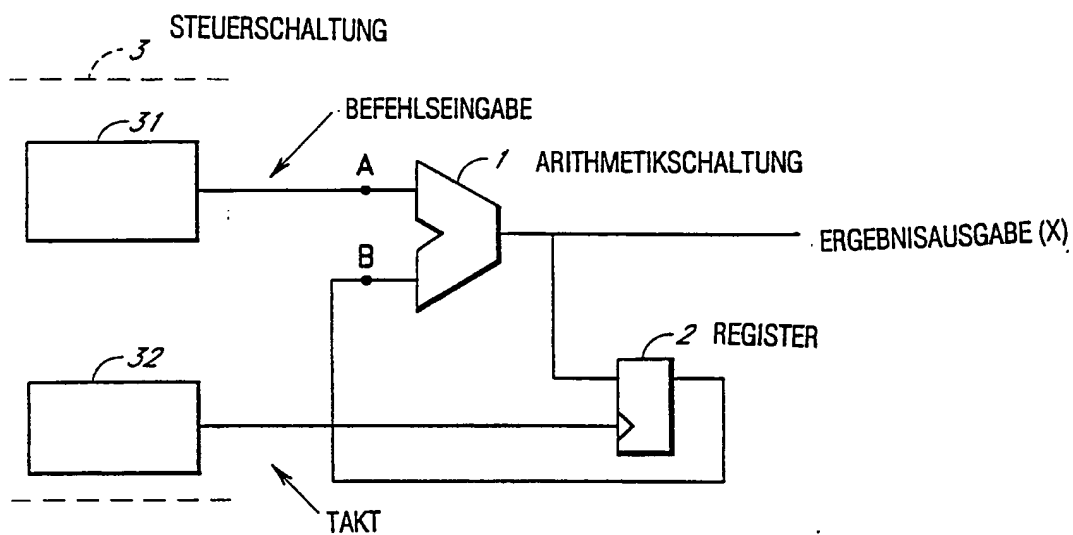 STEUERSCHALTUNG
3
31
BEFEHLSEINGABE
A
1 ARITHMETIKSCHALTUNG
ERGEBNISAUSGABE (X)
B
2 REGISTER
32
TAKT